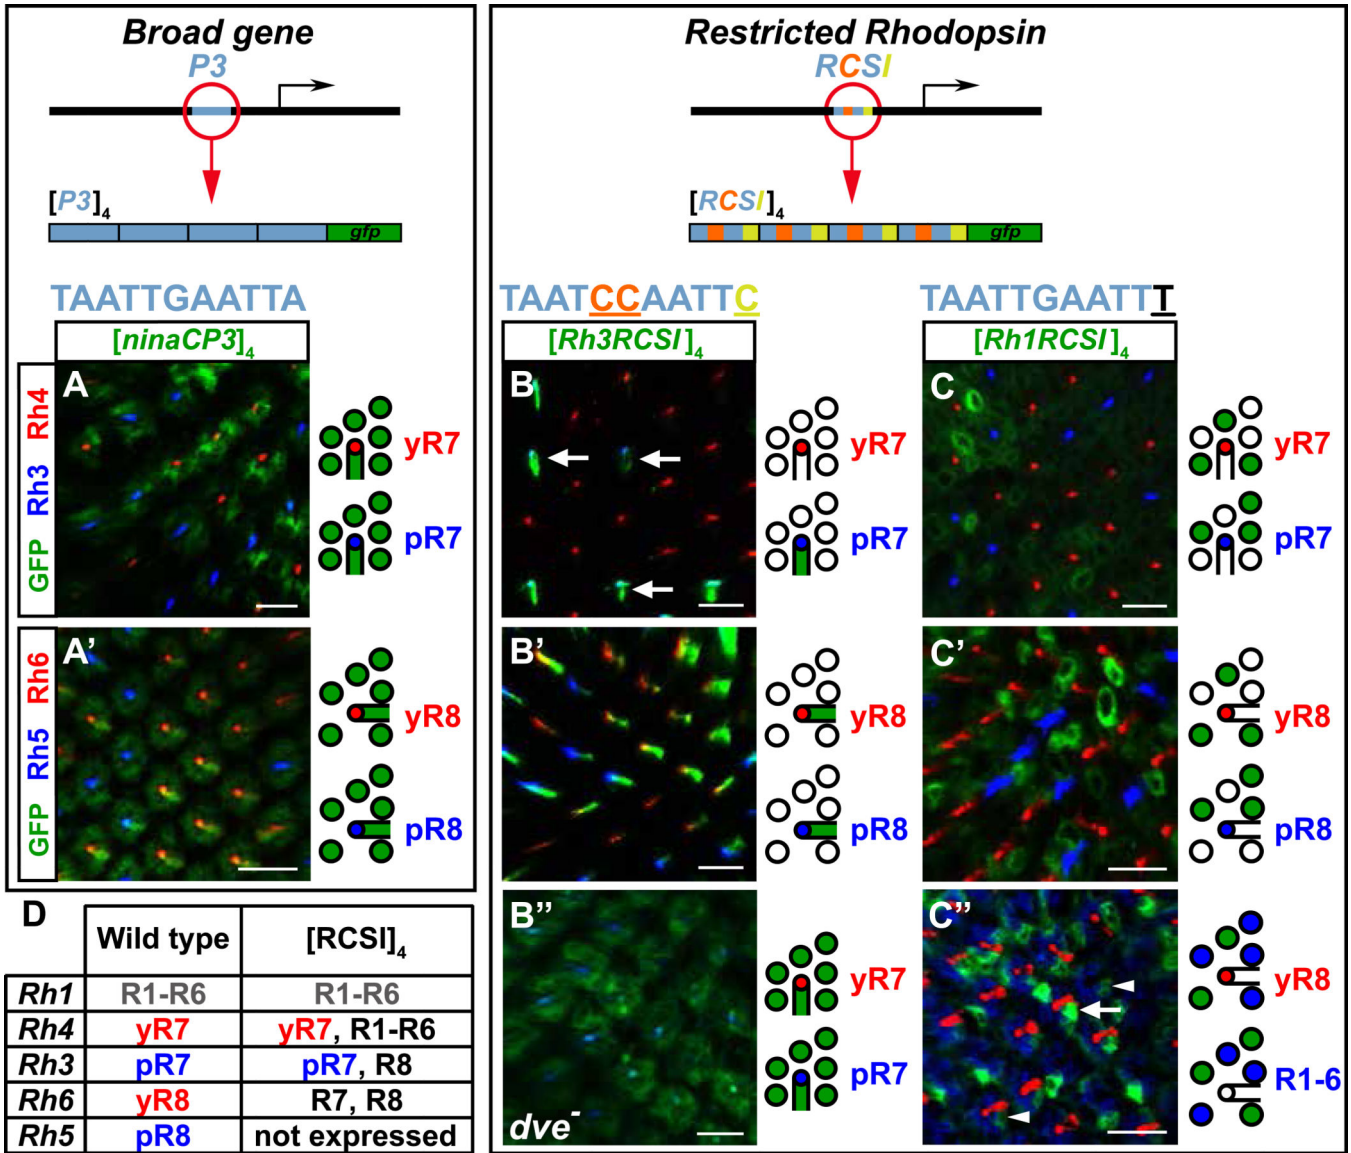 Broad gene
P3
[P3]4
gfp
TAATTGAATTA
[ninaCP3]4
GFP Rh3 Rh4
A
yR7
pR7
GFP Rh5 Rh6
A’
yR8
pR8
Restricted Rhodopsin
RCSI
[RCSI]4
gfp
TAATCCAATTC
[Rh3RCSI]4
B
yR7
pR7
B’
yR8
pR8
B”
dve-
yR7
pR7
TAATTGAATTT
[Rh1RCSI]4
C
yR7
pR7
C’
yR8
pR8
C”
yR8
R1-6
D
Wild type [RCSI]4
Rh1 R1-R6 R1-R6
Rh4 yR7 yR7, R1-R6
Rh3 pR7 pR7, R8
Rh6 yR8 R7, R8
Rh5 pR8 not expressed